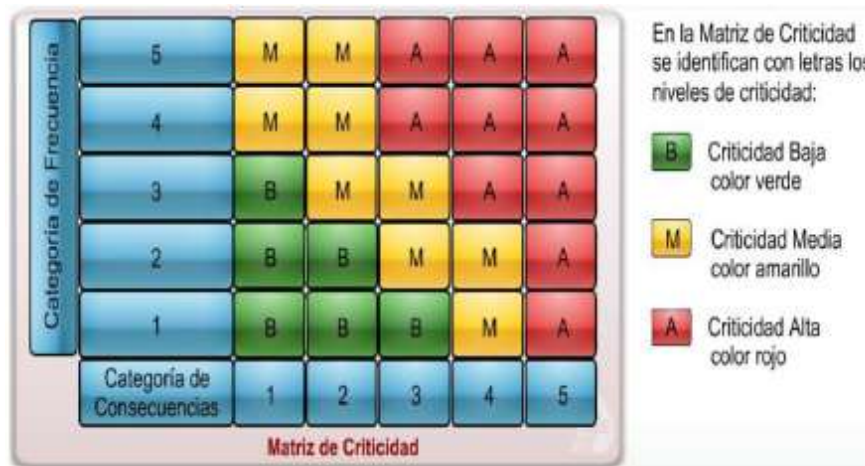 Categoría de Frecuencia
5 M M A A A
4 M M A A A
3 B M M A A
2 B B M M A
1 B B B M A
Categoría de
Consecuencias
1 2 3 4 5
Matriz de Criticidad
En la Matriz de Criticidad
se identifican con letras los
niveles de criticidad:
B Criticidad Baja
color verde
M Criticidad Media
color amarillo
A Criticidad Alta
color rojo